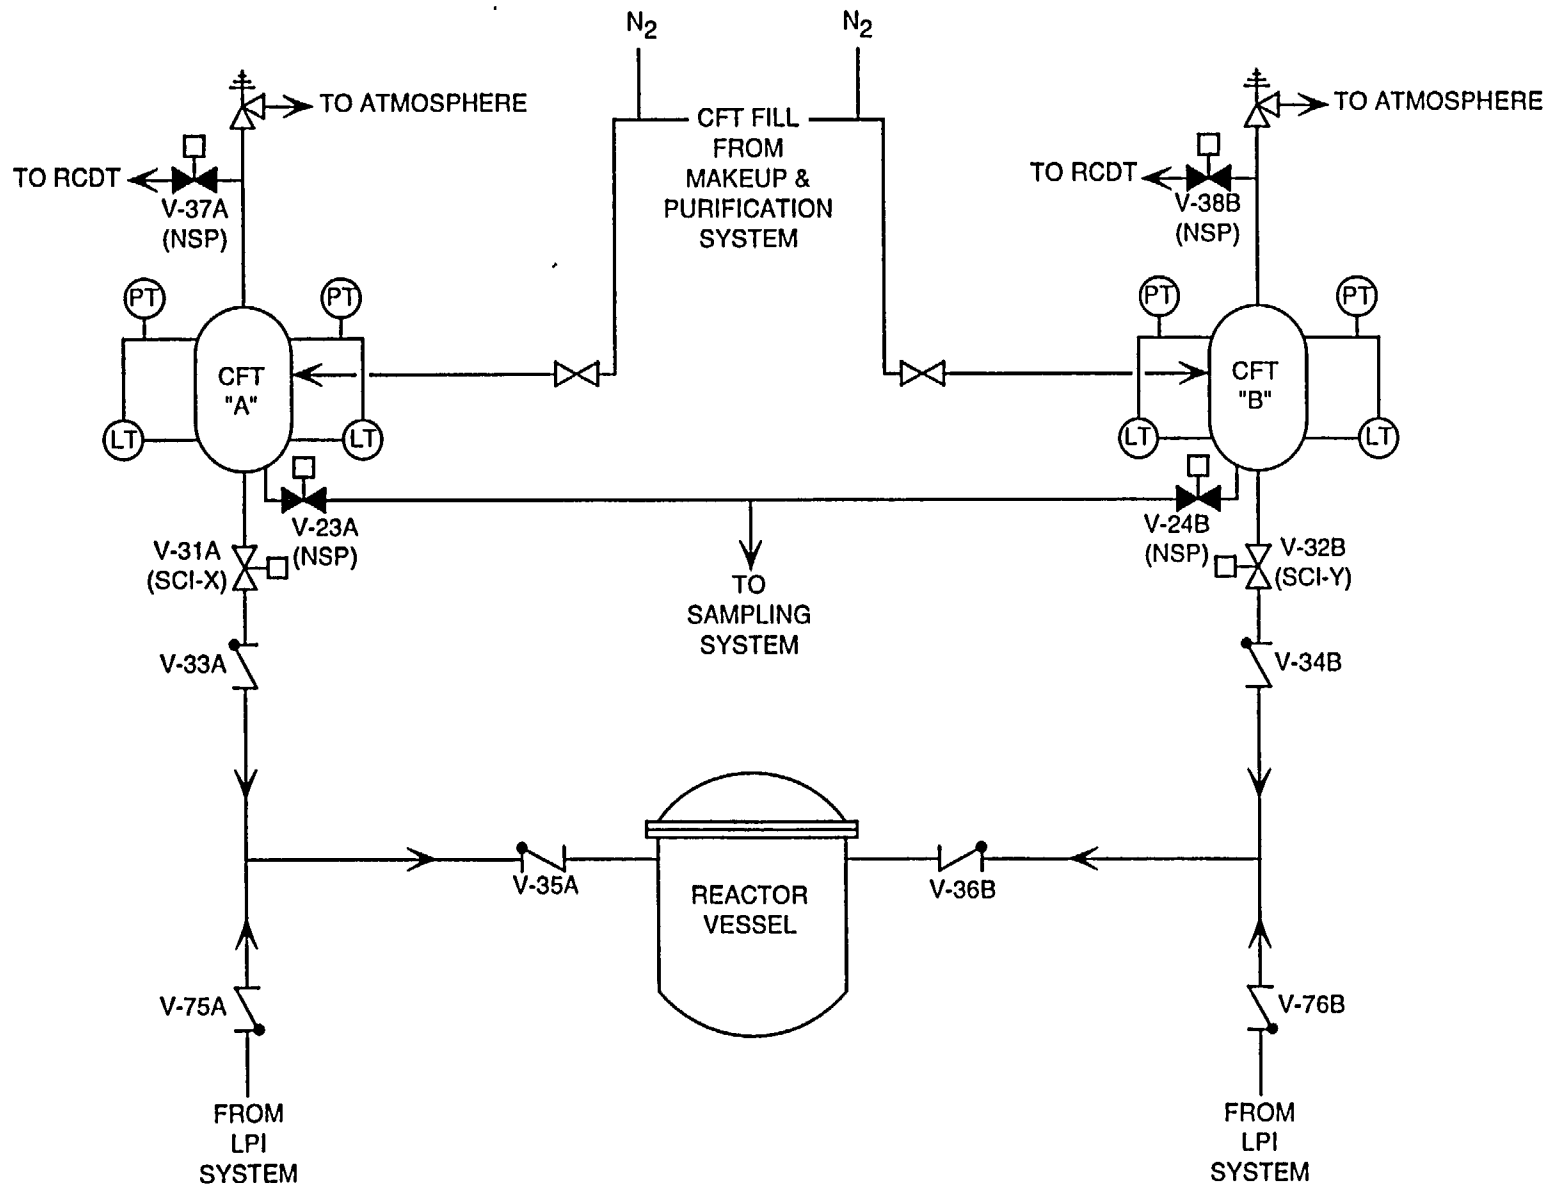 N2
N2
TO ATMOSPHERE
CFT FILL
FROM
MAKEUP &
PURIFICATION
SYSTEM
TO ATMOSPHERE
TO RCDT
V-37A
(NSP)
TO RCDT
V-38B
(NSP)
PT
PT
PT
PT
CFT
"A"
CFT
"B"
LT
LT
LT
LT
V-23A
(NSP)
V-24B
(NSP)
V-31A
(SCI-X)
V-32B
(SCI-Y)
TO
SAMPLING
SYSTEM
V-33A
V-34B
V-35A
V-36B
REACTOR
VESSEL
V-75A
V-76B
FROM
LPI
SYSTEM
FROM
LPI
SYSTEM